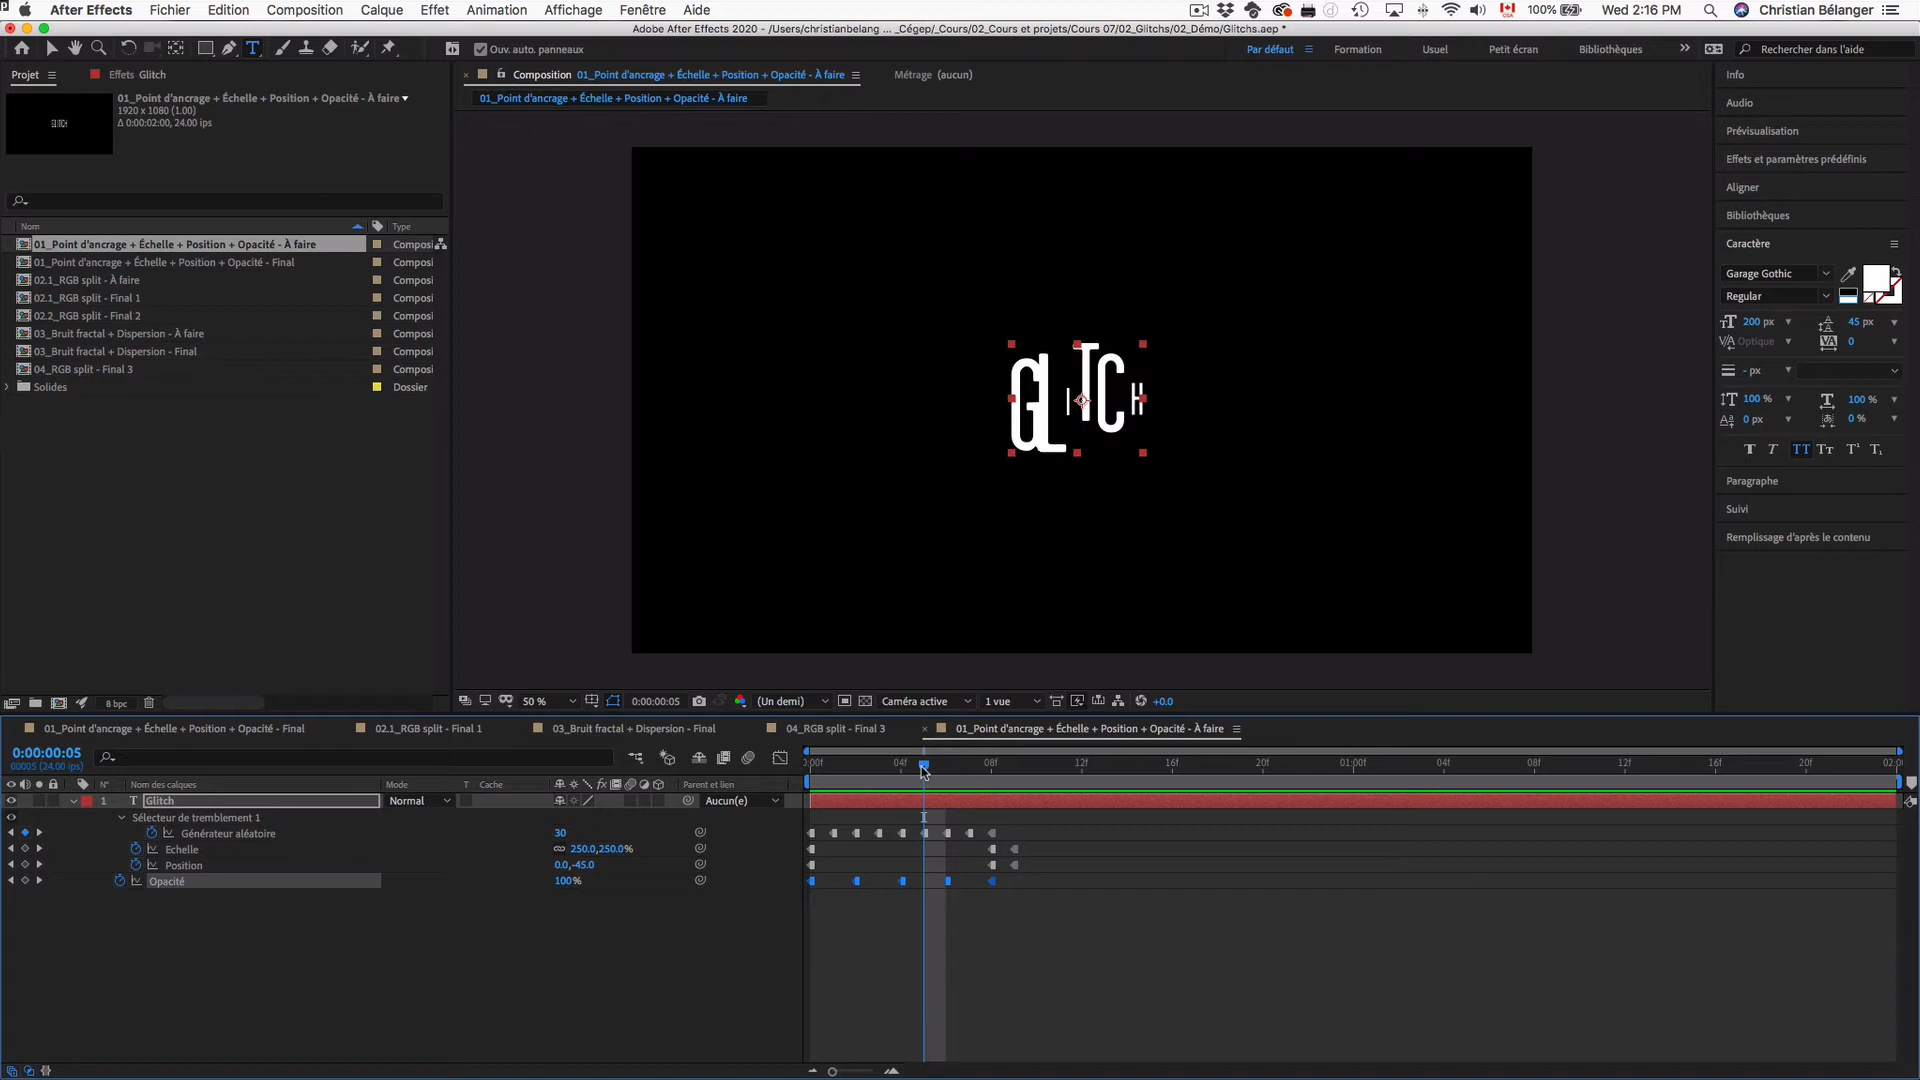 After Effects Fichier Edition Composition Calque Effet Animation Affichage Fenêtre Aide
100% Wed 2:16 PM Christian Bélanger
Adobe After Effects 2020 - /Users/christianbelang ... _Cégep/_Cours/02_Cours et projets/Cours 07/02_Glitchs/02_Démo/Glitchs.aep *
Ouv. auto. panneaux
Par défaut Formation Usuel Petit écran Bibliothèques Rechercher dans l'aide
Projet Effets Glitch
Composition 01_Point d'ancrage + Échelle + Position + Opacité - À faire Métrage (aucun)
01_Point d'ancrage + Échelle + Position + Opacité - À faire
01_Point d'ancrage + Échelle + Position + Opacité - À faire
1920 x 1080 (1.00)
Δ 0:00:02:00, 24.00 ips
GLITCH
Nom Type
01_Point d'ancrage + Échelle + Position + Opacité - À faire Composi
01_Point d'ancrage + Échelle + Position + Opacité - Final Composi
02.1_RGB split - À faire Composi
02.1_RGB split - Final 1 Composi
02.2_RGB split - Final 2 Composi
03_Bruit fractal + Dispersion - À faire Composi
03_Bruit fractal + Dispersion - Final Composi
04_RGB split - Final 3 Composi
Solides Dossier
GLITCH
Info
Audio
Prévisualisation
Effets et paramètres prédéfinis
Aligner
Bibliothèques
Caractère
Garage Gothic
Regular
200 px 45 px
Optique 0
- px
100 % 100 %
0 px 0 %
T T TT Tт T¹ T₁
Paragraphe
Suivi
Remplissage d'après le contenu
8 bpc
50 % 0:00:00:05 (Un demi) Caméra active 1 vue +0.0
01_Point d'ancrage + Échelle + Position + Opacité - Final 02.1_RGB split - Final 1 03_Bruit fractal + Dispersion - Final 04_RGB split - Final 3 01_Point d'ancrage + Échelle + Position + Opacité - À faire
0:00:00:05
00005 (24.00 ips)
0:00f 04f 08f 12f 16f 20f 01:00f 04f 08f 12f 16f 20f 02:0
N° Nom des calques Mode T Cache Parent et lien
1 T Glitch Normal Aucun(e)
Sélecteur de tremblement 1
Générateur aléatoire 30
Echelle 250.0,250.0%
Position 0.0,-45.0
Opacité 100%